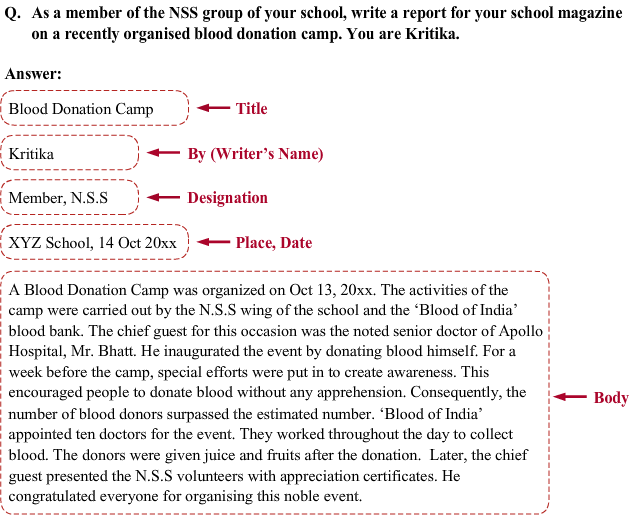 Q. As a member of the NSS group of your school, write a report for your school magazine
on a recently organised blood donation camp. You are Kritika.
Answer:
Blood Donation Camp Title
Kritika By (Writer's Name)
Member, N.S.S Designation
XYZ School, 14 Oct 20xx Place, Date
A Blood Donation Camp was organized on Oct 13, 20xx. The activities of the
camp were carried out by the N.S.S wing of the school and the ‘Blood of India’
blood bank. The chief guest for this occasion was the noted senior doctor of Apollo
Hospital, Mr. Bhatt. He inaugurated the event by donating blood himself. For a
week before the camp, special efforts were put in to create awareness. This
encouraged people to donate blood without any apprehension. Consequently, the
number of blood donors surpassed the estimated number. ‘Blood of India’
appointed ten doctors for the event. They worked throughout the day to collect
blood. The donors were given juice and fruits after the donation. Later, the chief
guest presented the N.S.S volunteers with appreciation certificates. He
congratulated everyone for organising this noble event.
Body